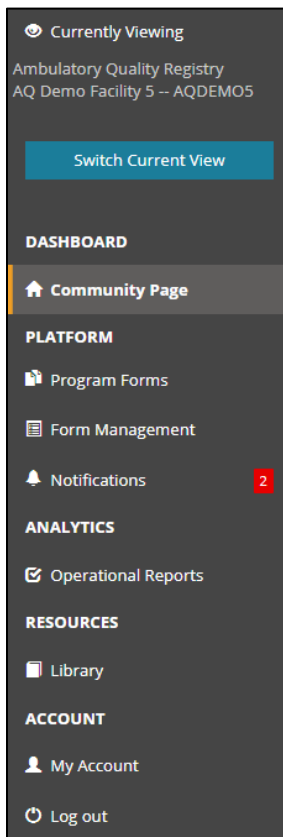 Currently Viewing
Ambulatory Quality Registry
AQ Demo Facility 5 -- AQDEMO5
Switch Current View
DASHBOARD
Community Page
PLATFORM
Program Forms
Form Management
Notifications 2
ANALYTICS
Operational Reports
RESOURCES
Library
ACCOUNT
My Account
Log out